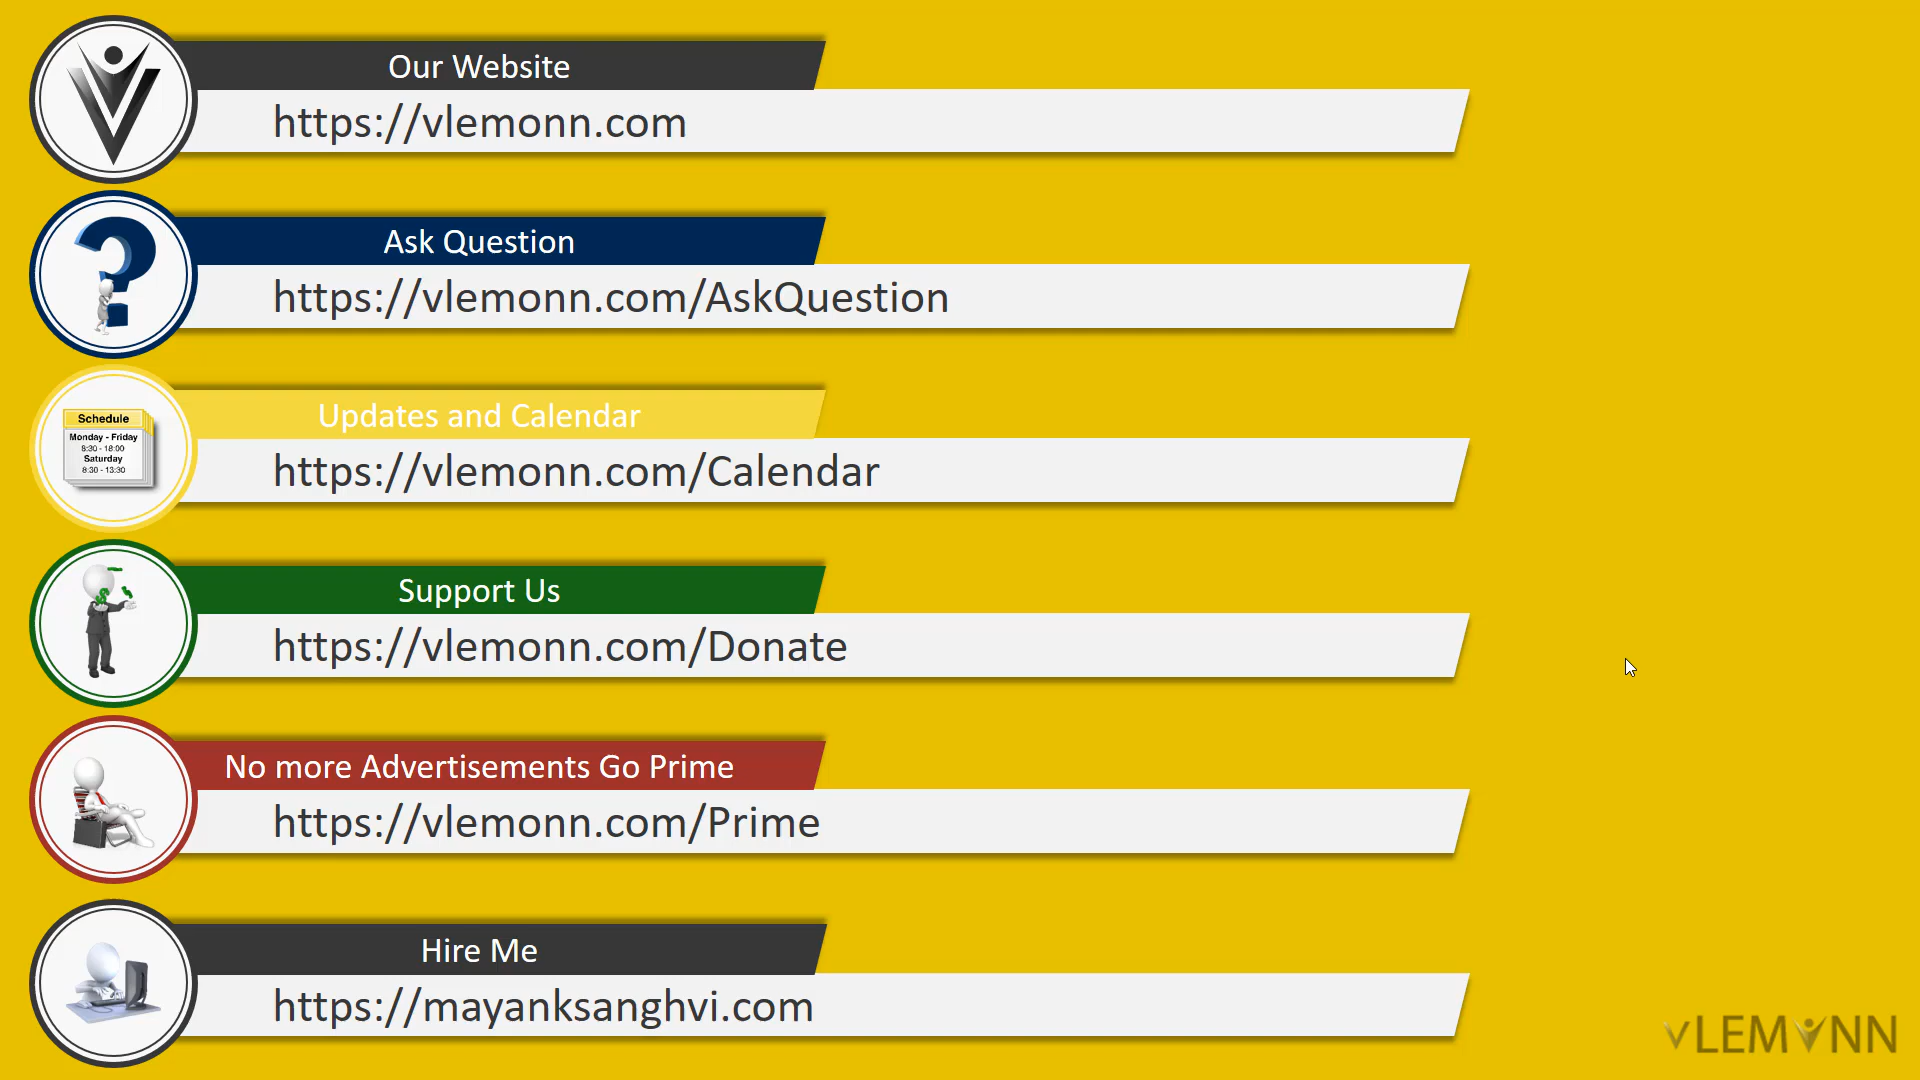 Our Website
https://vlemonn.com
Ask Question
https://vlemonn.com/AskQuestion
Updates and Calendar
Schedule
Monday - Friday
8:30 - 18:00
Saturday
8:30 - 13:30
https://vlemonn.com/Calendar
Support Us
https://vlemonn.com/Donate
No more Advertisements Go Prime
https://vlemonn.com/Prime
Hire Me
https://mayanksanghvi.com
vLEMONN